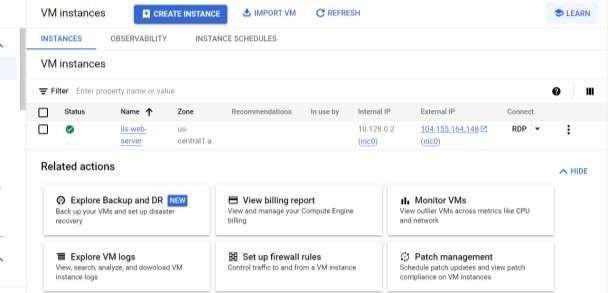 VM instances CREATE INSTANCE IMPORT VM REFRESH LEARN
INSTANCES OBSERVABILITY INSTANCE SCHEDULES
VM instances
Filter Enter property name or value
Status Name Zone Recommendations In use by Internal IP External IP Connect
iis-web- us- 10.128.0.2 104.155.164.148 RDP
server central1-a (nic0) (nic0)
Related actions
HIDE
Explore Backup and DR NEW
Back up your VMs and set up disaster
recovery
View billing report
View and manage your Compute Engine
billing
Monitor VMs
View outlier VMs across metrics like CPU
and network
Explore VM logs
View, search, analyze, and download VM
instance logs
Set up firewall rules
Control traffic to and from a VM instance
Patch management
Schedule patch updates and view patch
compliance on VM instances